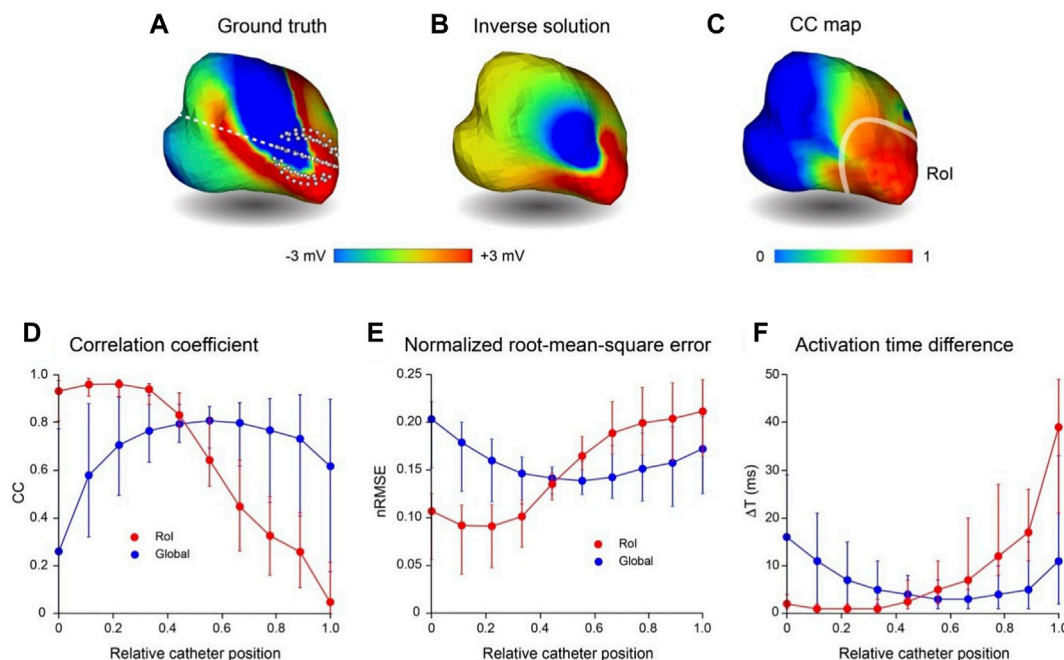 A Ground truth
B Inverse solution
C CC map
RoI
-3 mV +3 mV
0 1
D Correlation coefficient
1.0
0.8
0.6
0.4
0.2
0
CC
RoI
Global
0 0.2 0.4 0.6 0.8 1.0
Relative catheter position
E Normalized root-mean-square error
0.25
0.20
0.15
0.10
0.05
0.00
nRMSE
RoI
Global
0 0.2 0.4 0.6 0.8 1.0
Relative catheter position
F Activation time difference
50
40
30
20
10
0
ΔT (ms)
RoI
Global
0 0.2 0.4 0.6 0.8 1.0
Relative catheter position